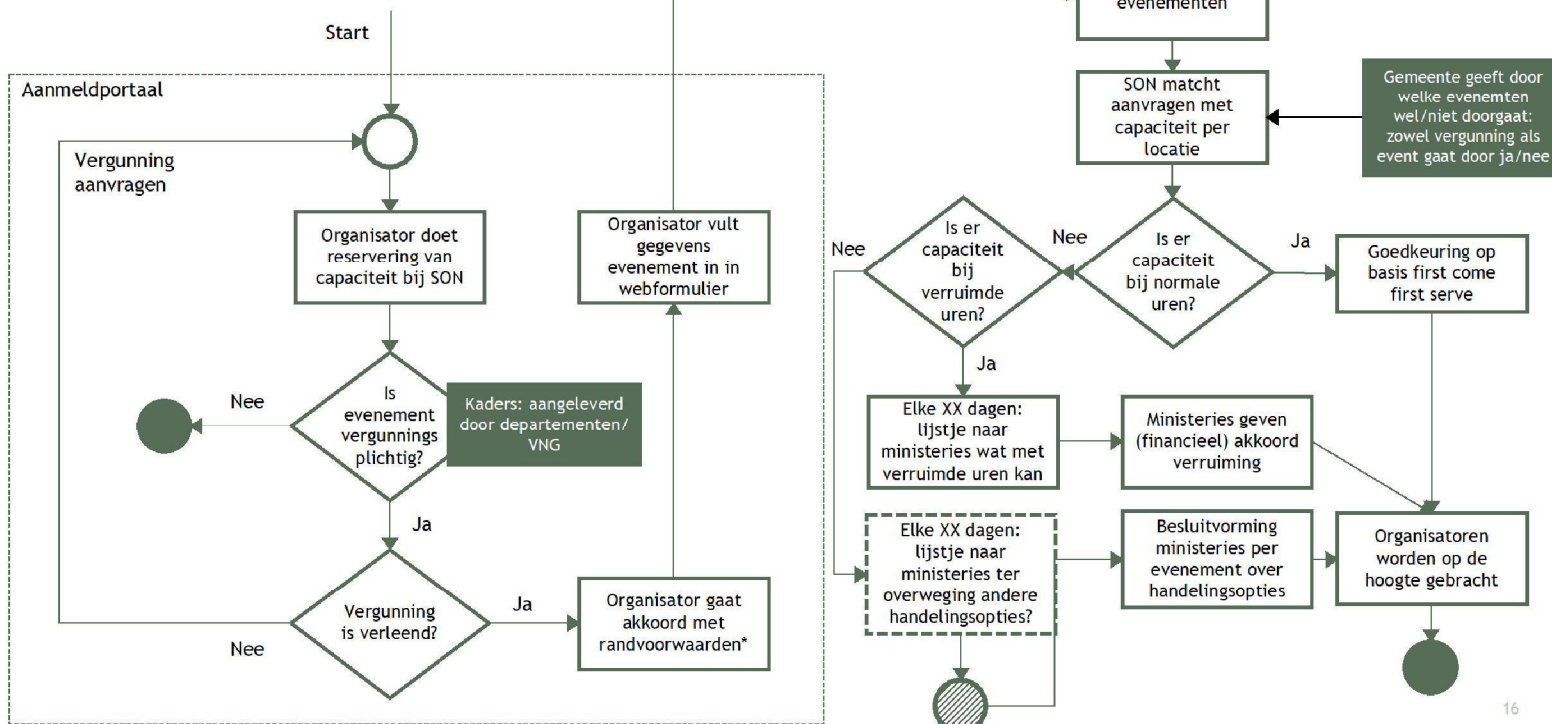 Start
Aanmeldportaal
Vergunning
aanvragen
Organisator doet
reservering van
capaciteit bij SON
Is
evenement
vergunnings
plichtig?
Nee
Kaders: aangeleverd
door departementen/
VNG
Ja
Vergunning
is verleend?
Nee
Ja
Organisator gaat
akkoord met
randvoorwaarden*
Organisator vult
gegevens
evenement in in
webformulier
evenementen
SON matcht
aanvragen met
capaciteit per
locatie
Gemeente geeft door
welke evenemten
wel/niet doorgaat:
zowel vergunning als
event gaat door ja/nee
Is er
capaciteit
bij normale
uren?
Ja
Goedkeuring op
basis first come
first serve
Nee
Is er
capaciteit
bij
verruimde
uren?
Nee
Ja
Elke XX dagen:
lijstje naar
ministeries wat met
verruimde uren kan
Ministeries geven
(financieel) akkoord
verruiming
Elke XX dagen:
lijstje naar
ministeries ter
overweging andere
handelingsopties?
Besluitvorming
ministeries per
evenement over
handelingsopties
Organisatoren
worden op de
hoogte gebracht
16